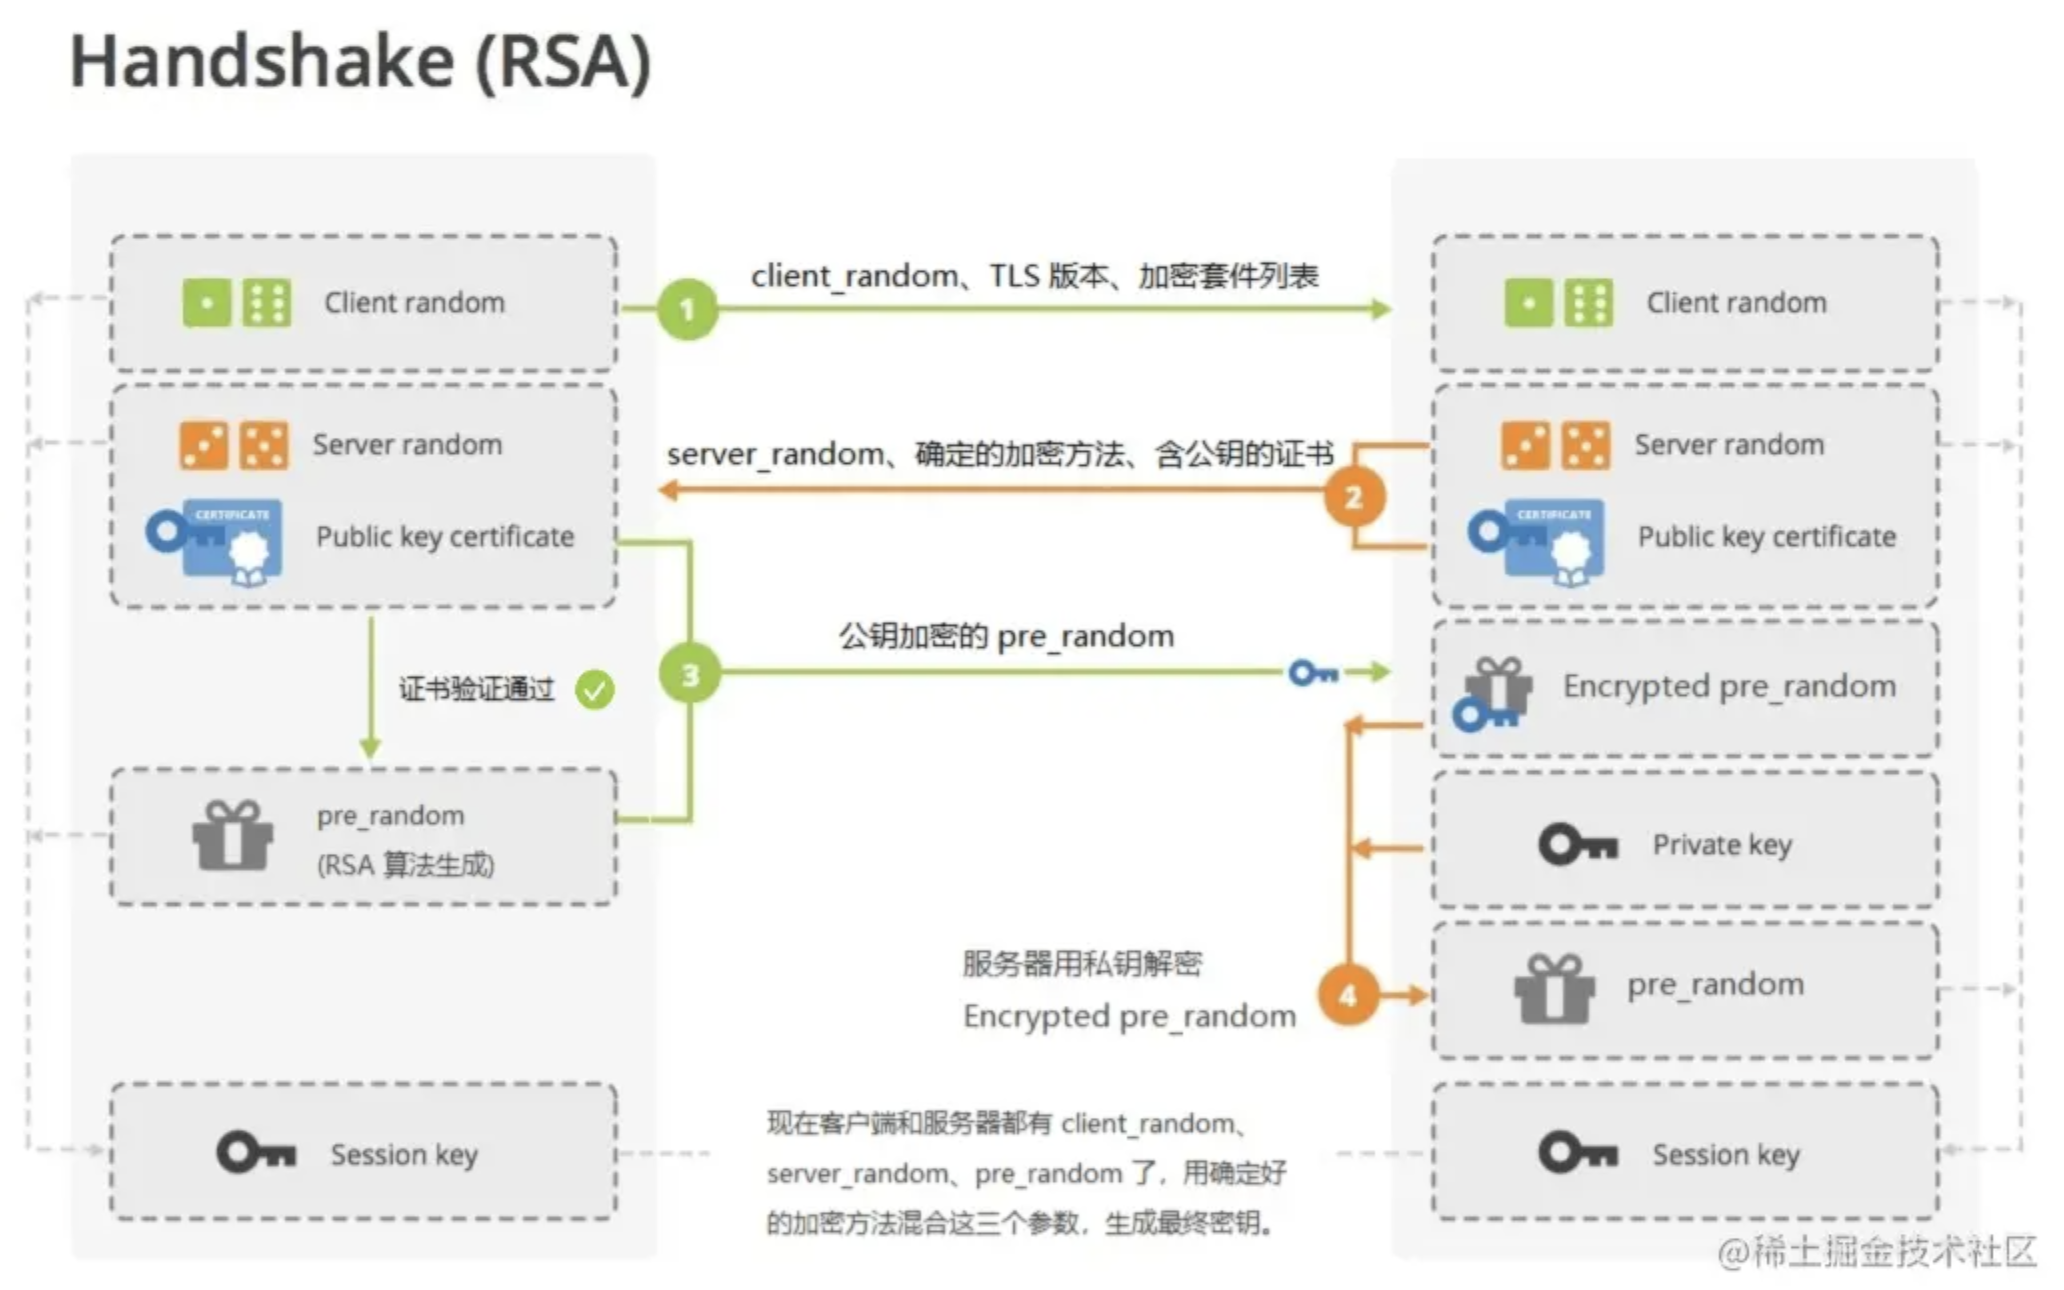 Handshake (RSA)
Client random
client_random、TLS 版本、加密套件列表
Client random
Server random
server_random、确定的加密方法、含公钥的证书
Server random
CERTIFICATE
Public key certificate
CERTIFICATE
Public key certificate
1
2
公钥加密的 pre_random
3
Encrypted pre_random
证书验证通过
pre_random
(RSA 算法生成)
Private key
服务器用私钥解密
Encrypted pre_random
4
pre_random
Session key
现在客户端和服务器都有 client_random、
server_random、pre_random 了，用确定好
的加密方法混合这三个参数，生成最终密钥。
Session key
@稀土掘金技术社区